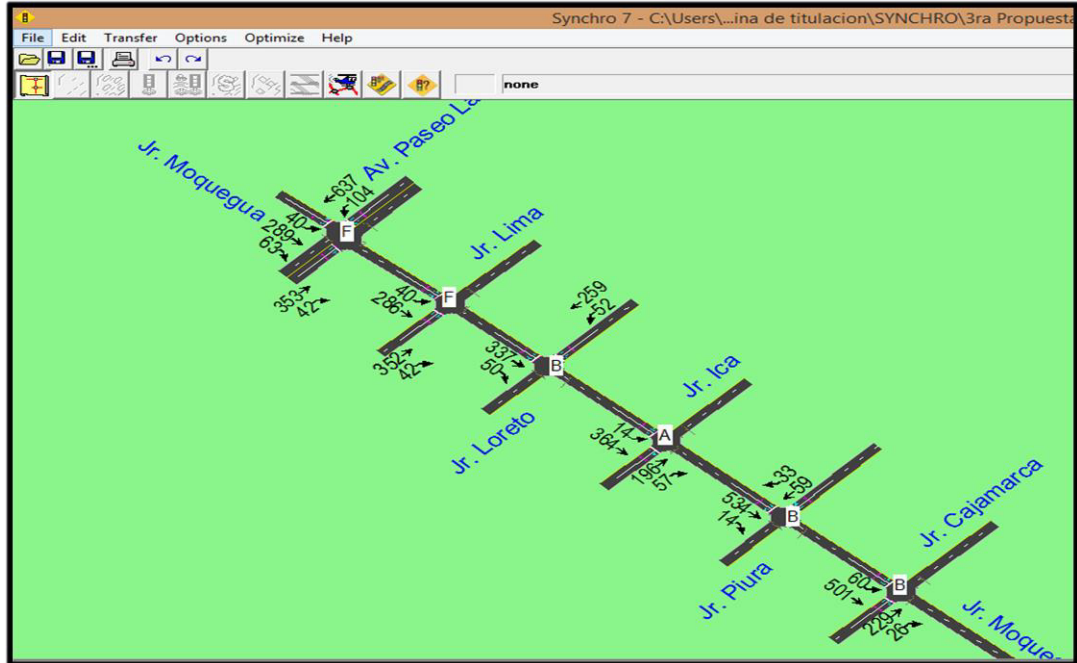 Synchro 7 - C:\Users\...ina de titulacion\SYNCHRO\3ra Propuesta
File Edit Transfer Options Optimize Help
none
Jr. Moquegua
Av. Paseo La
637
104
40
289
63
F
353
42
Jr. Lima
40
286
F
352
42
259
52
337
50
B
Jr. Loreto
Jr. Ica
14
364
A
196
57
33
59
534
14
B
Jr. Piura
Jr. Cajamarca
60
501
B
229
26
Jr. Moque